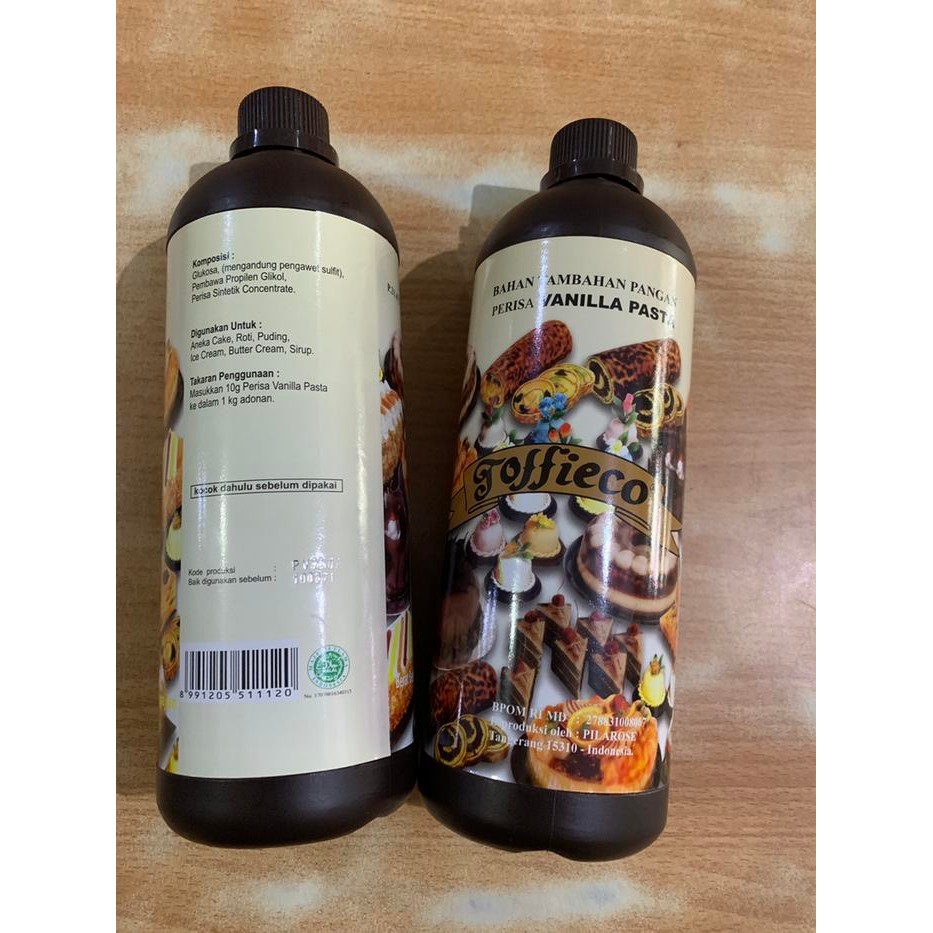 Komposisi :
Glukosa, (mengandung pengawet sulfit),
Pembawa Propilen Glikol,
Perisa Sintetik Concentrate.
Digunakan Untuk :
Aneka Cake, Roti, Puding,
Ice Cream, Butter Cream, Sirup.
Takaran Penggunaan :
Masukkan 10g Perisa Vanilla Pasta
ke dalam 1 kg adonan.
kocok dahulu sebelum dipakai
Kode produksi :
Baik digunakan sebelum :
8 991205 511120
BAHAN TAMBAHAN PANGAN
PERISA VANILLA PASTA
Toffieco
BPOM RI MD :
Diproduksi oleh : PILAROSE
Tangerang 15310 - Indonesia.